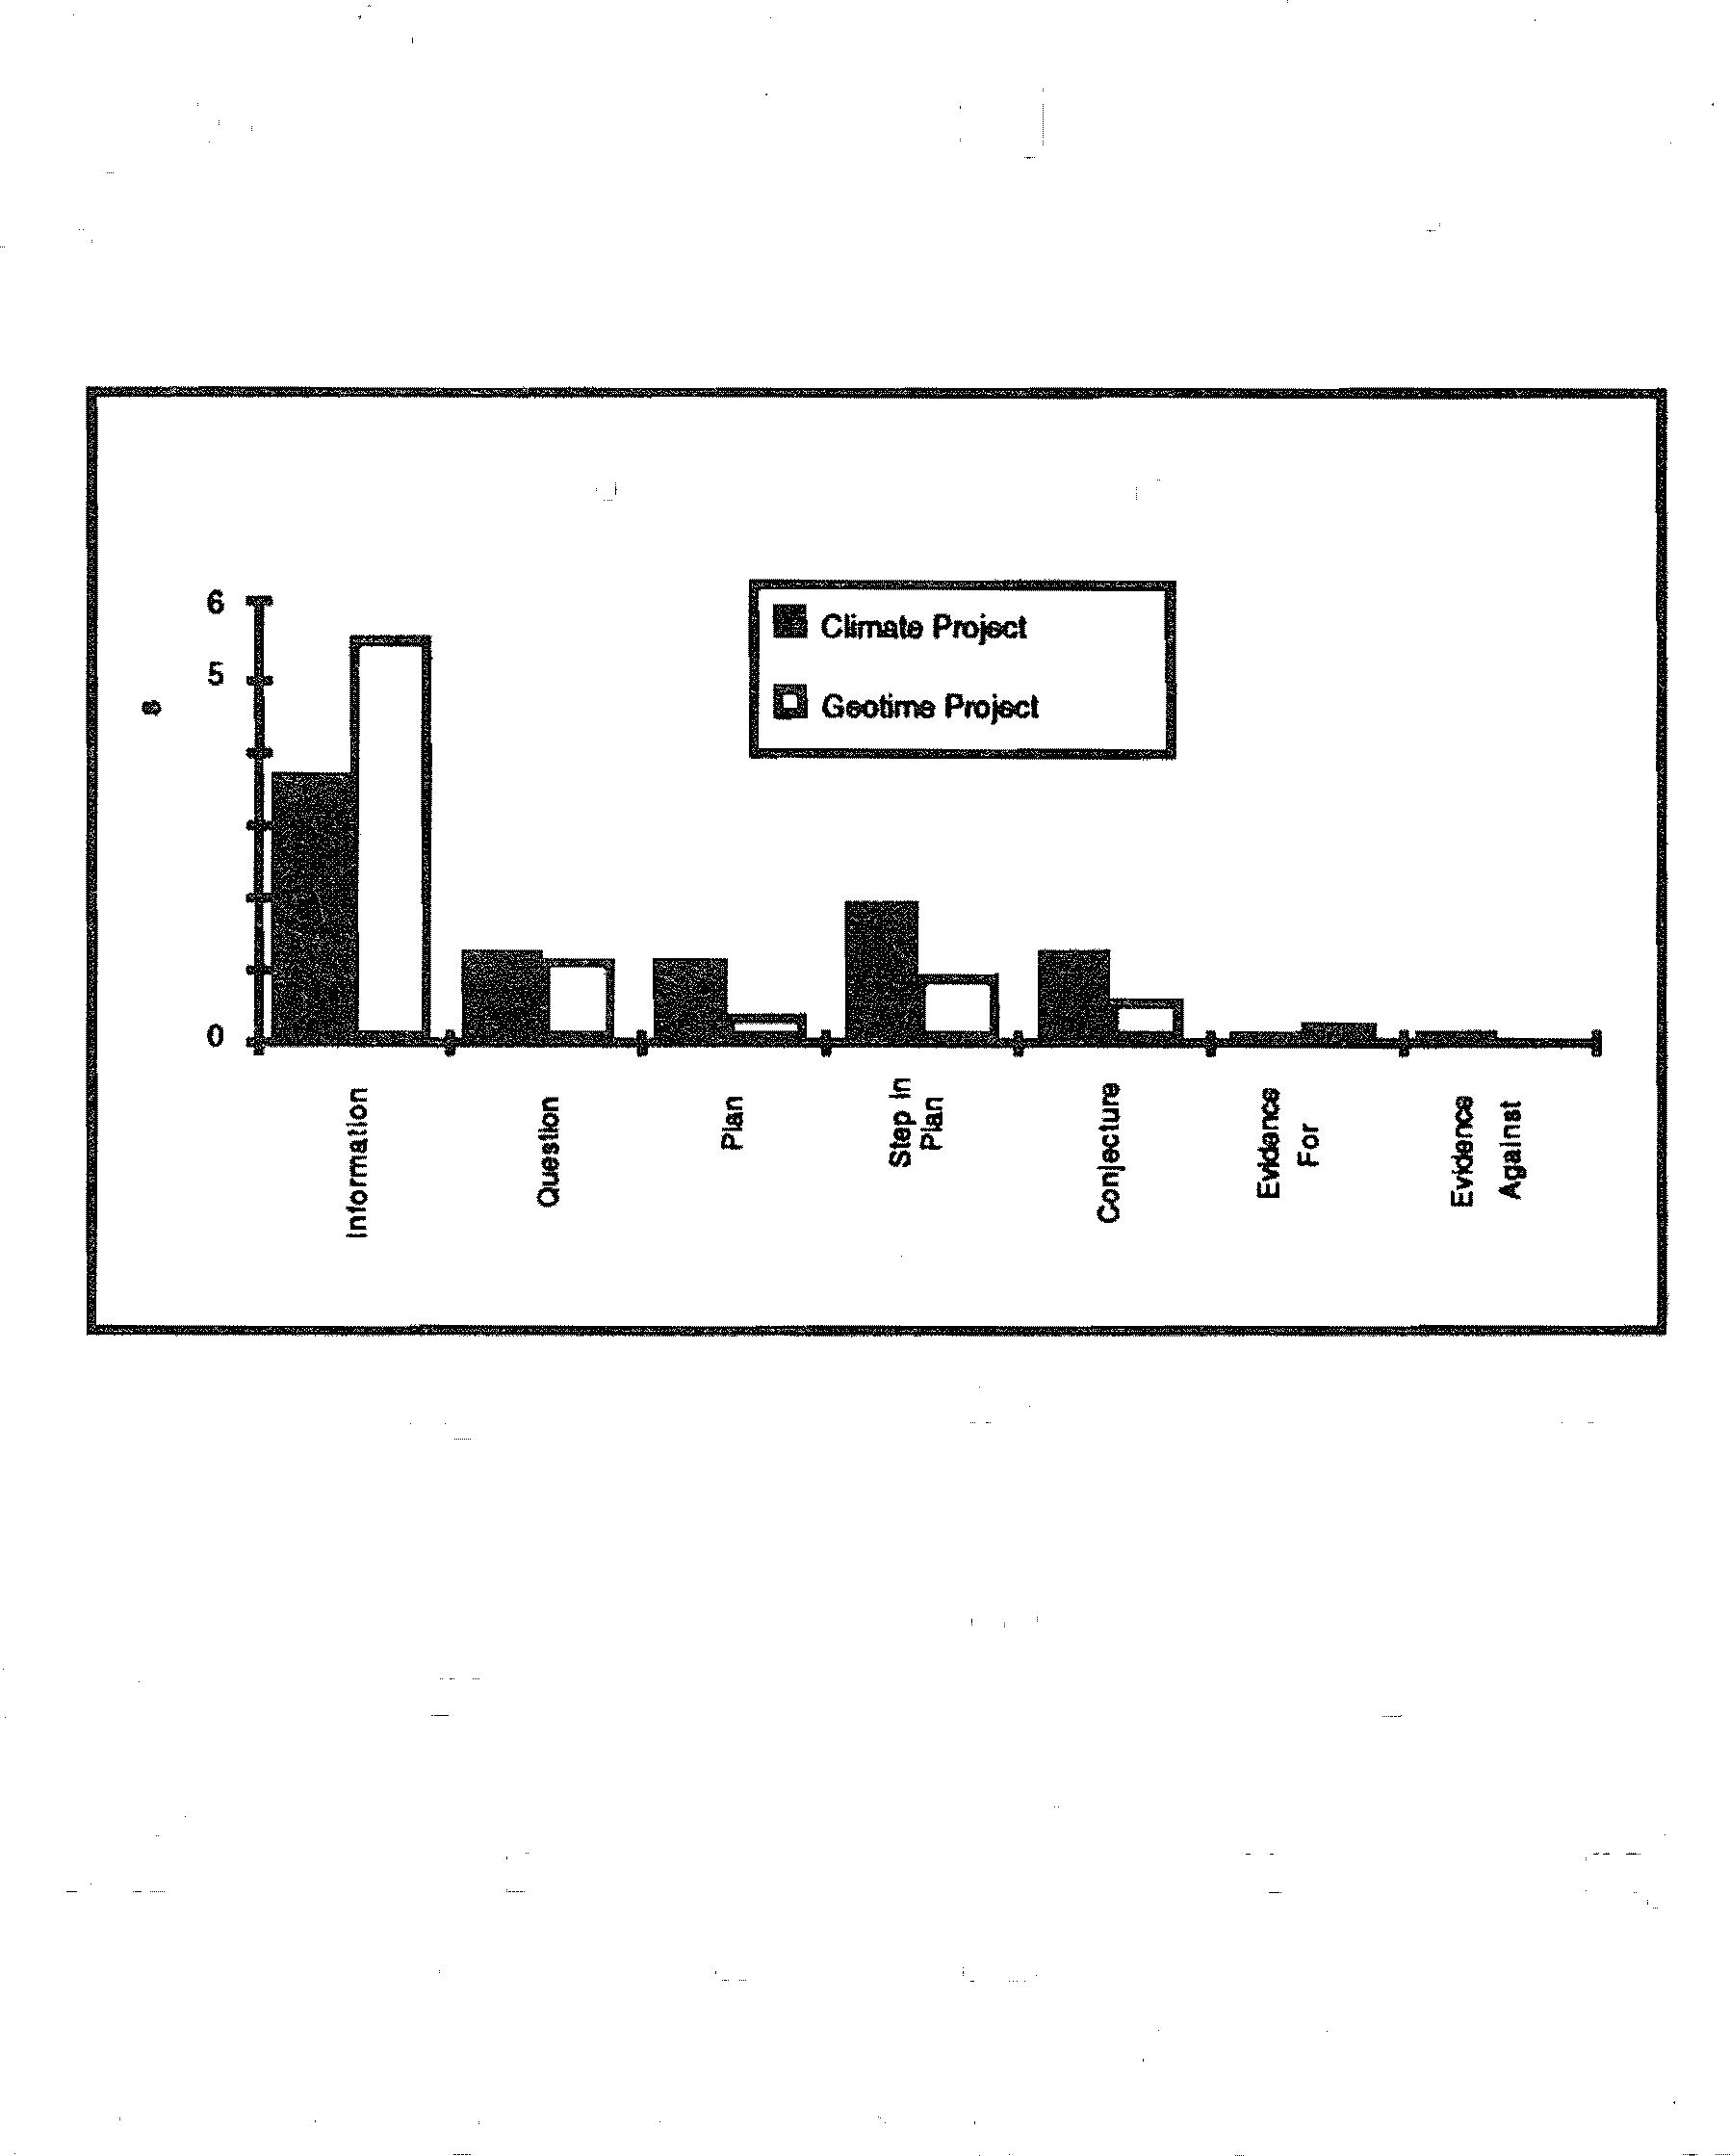 6
5
0
Climate Project
Geotime Project
Information
Question
Plan
Step in
Plan
Conjecture
Evidence
For
Evidence
Against